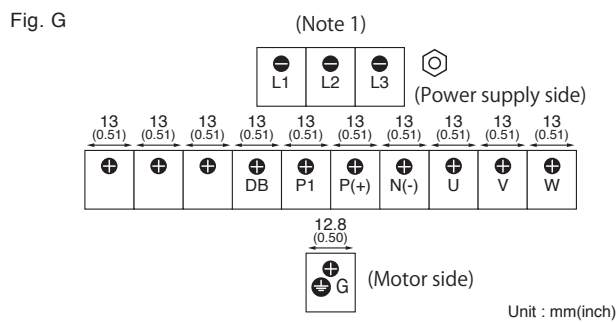 Fig. G
(Note 1)
L1 L2 L3
(Power supply side)
13 13 13 13 13 13 13 13 13 13
(0.51) (0.51) (0.51) (0.51) (0.51) (0.51) (0.51) (0.51) (0.51) (0.51)
DB P1 P(+) N(-) U V W
12.8
(0.50)
G
(Motor side)
Unit : mm(inch)